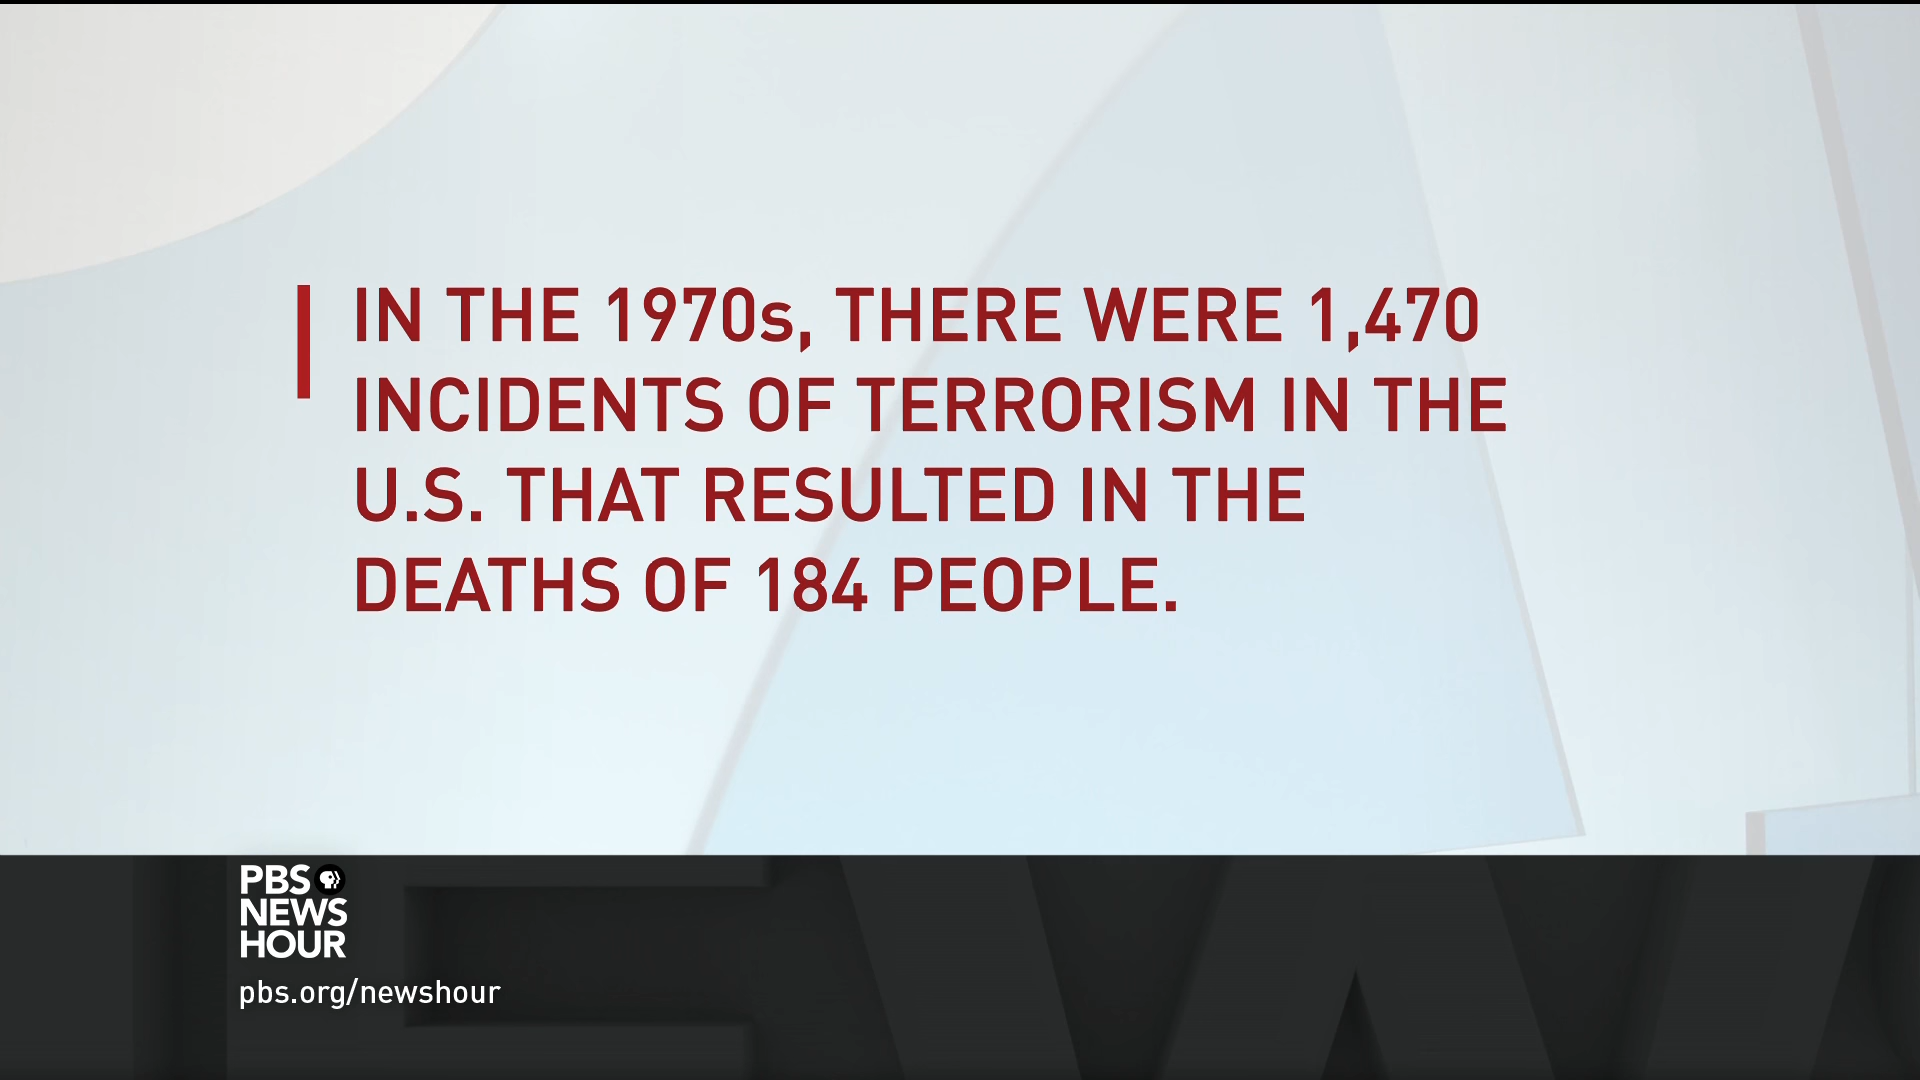 IN THE 1970s, THERE WERE 1,470
INCIDENTS OF TERRORISM IN THE
U.S. THAT RESULTED IN THE
DEATHS OF 184 PEOPLE.
PBS
NEWS
HOUR
pbs.org/newshour